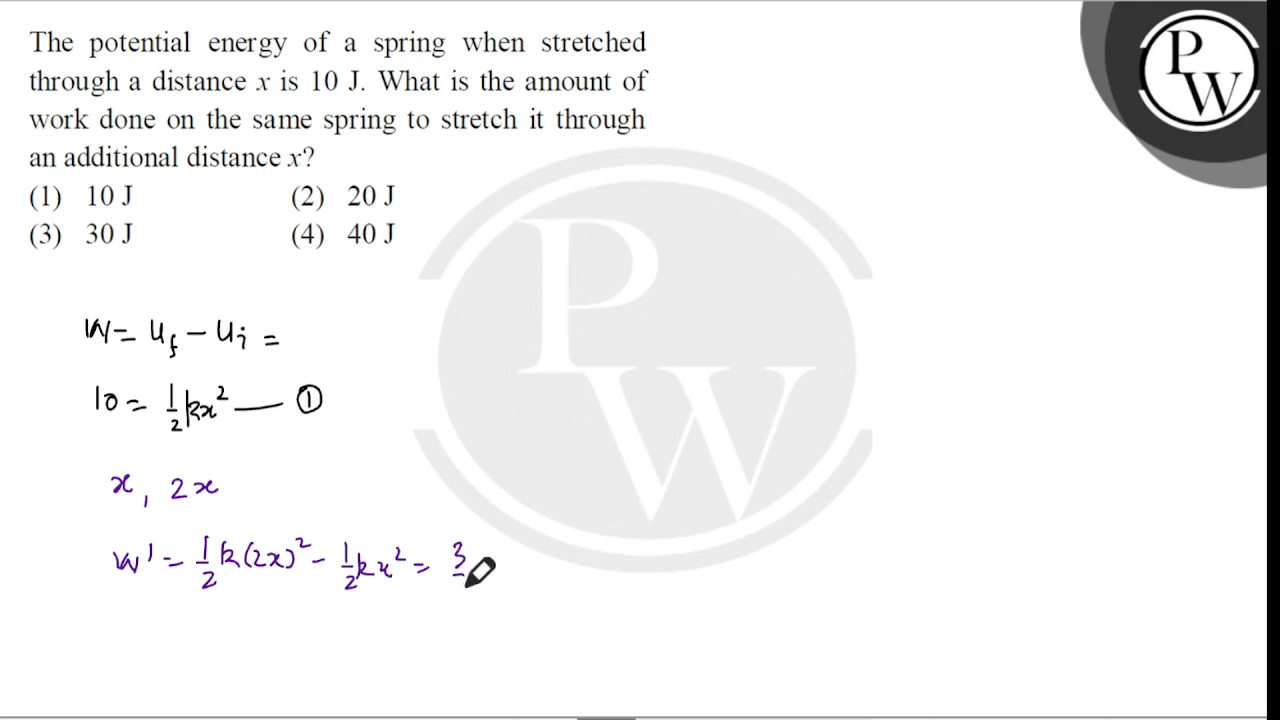 The potential energy of a spring when stretched
through a distance x is 10 J. What is the amount of
work done on the same spring to stretch it through
an additional distance x?
(1) 10 J (2) 20 J
(3) 30 J (4) 40 J
W = U_f - U_i =
10 = 1/2 kx² — ①
x, 2x
W' = 1/2 k(2x)² - 1/2 kx² = 3/
P
W
P
W